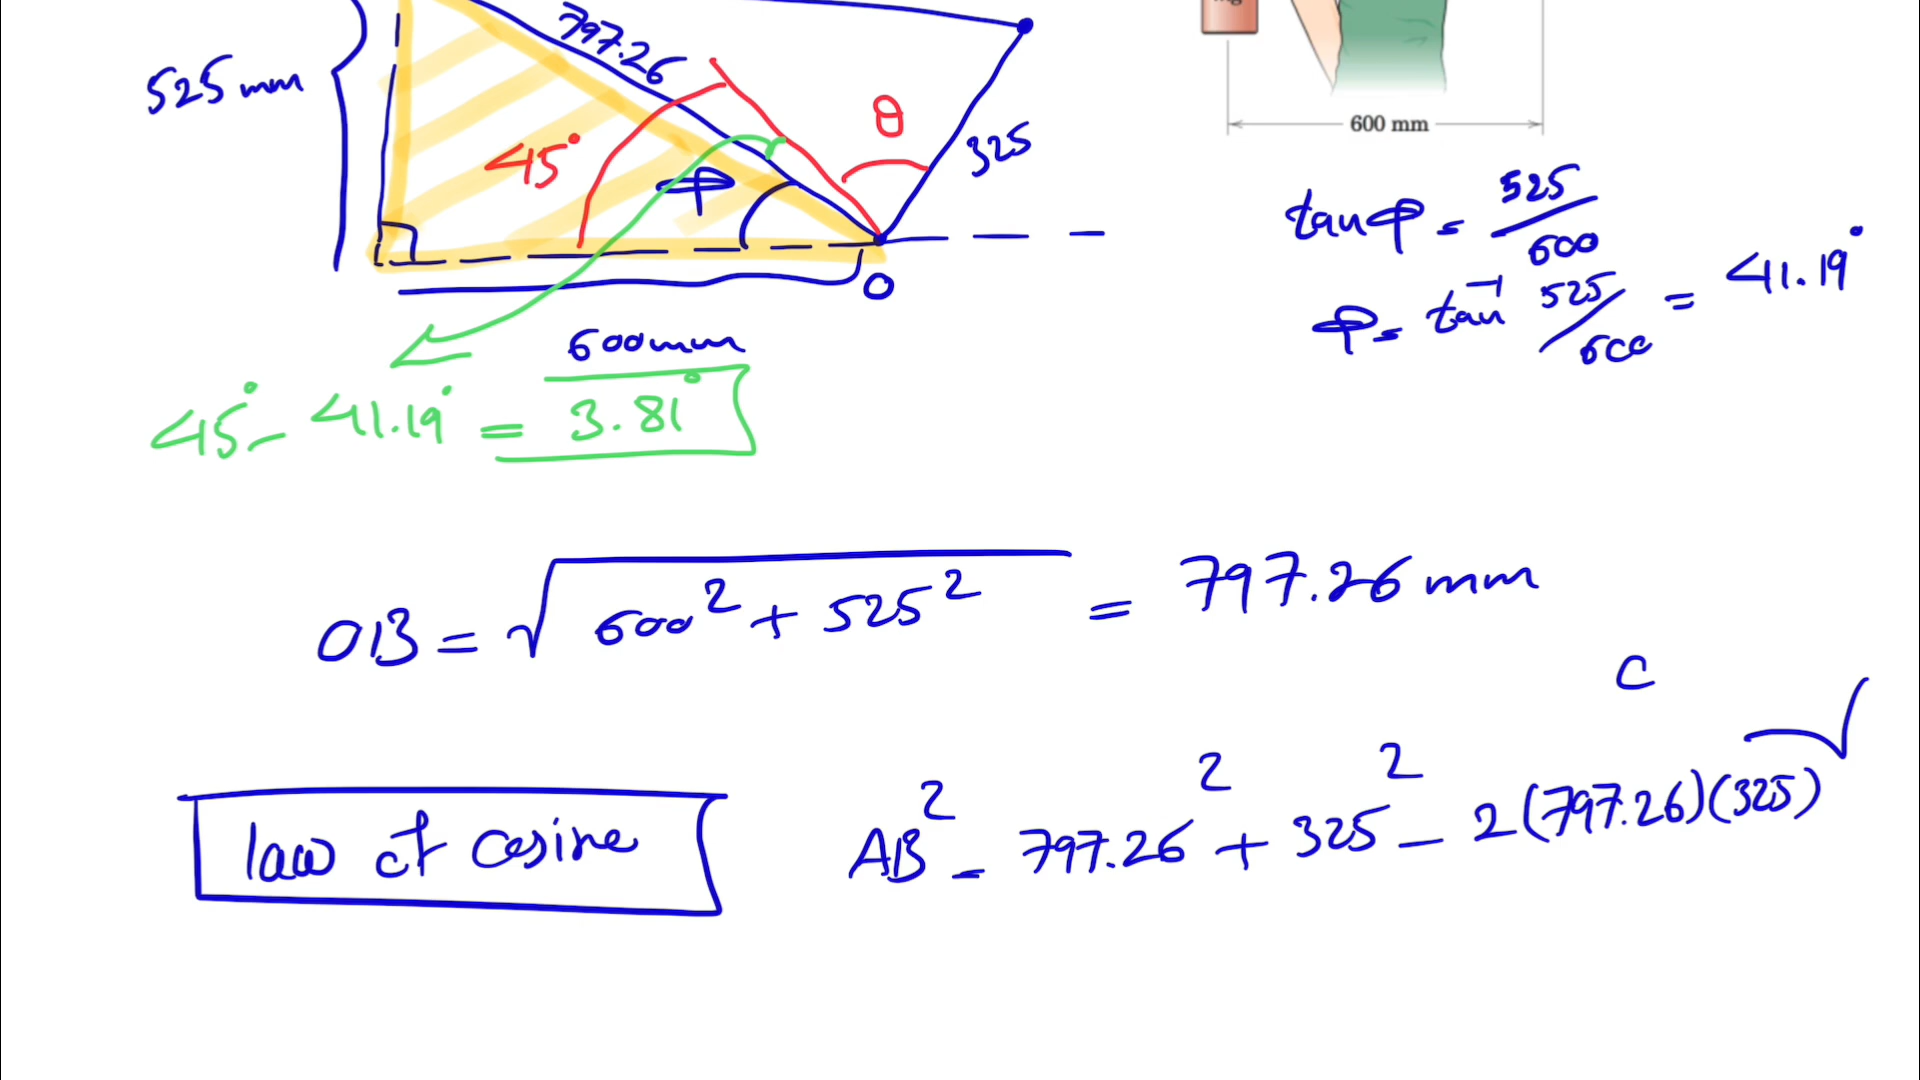 mg
797.26
525 mm
θ
325
45°
φ
600 mm
tan φ = 525/600
φ = tan⁻¹ 525/600 = 41.19°
O
600mm
45° - 41.19° = 3.81°
OB = √600² + 525² = 797.26 mm
C
law of cosine
AB² = 797.26² + 325² - 2(797.26)(325)